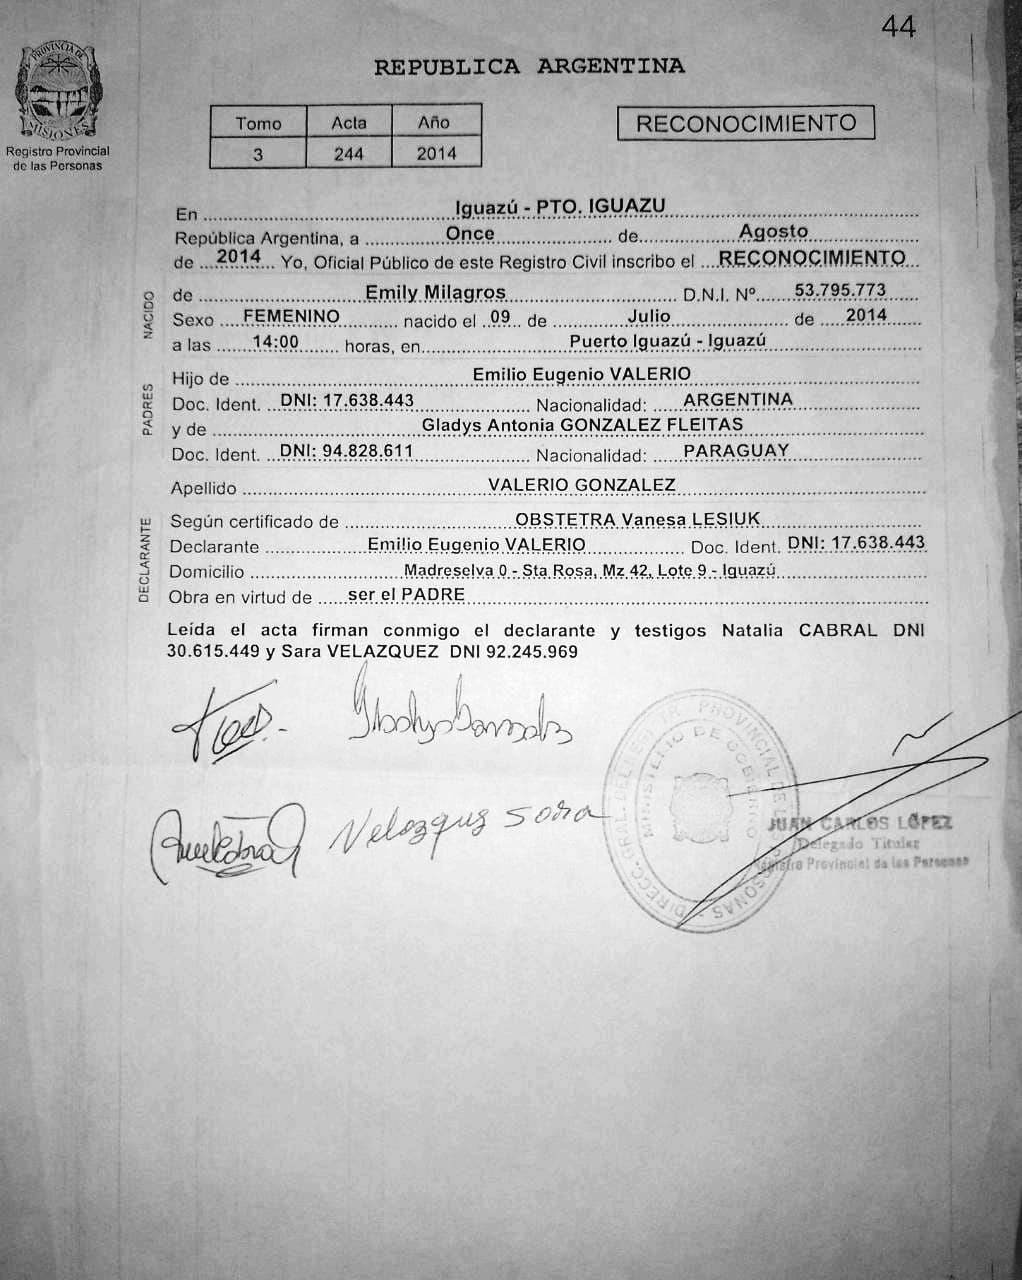 44
PROVINCIA DE
MISIONES
Registro Provincial
de las Personas
REPUBLICA ARGENTINA
Tomo Acta Año
3 244 2014
RECONOCIMIENTO
En Iguazú - PTO. IGUAZU
República Argentina, a Once de Agosto
de 2014 Yo, Oficial Público de este Registro Civil inscribo el RECONOCIMIENTO
NACIDO
de Emily Milagros D.N.I. Nº 53.795.773
Sexo FEMENINO nacido el 09 de Julio de 2014
a las 14:00 horas, en Puerto Iguazú - Iguazú
PADRES
Hijo de Emilio Eugenio VALERIO
Doc. Ident. DNI: 17.638.443 Nacionalidad: ARGENTINA
y de Gladys Antonia GONZALEZ FLEITAS
Doc. Ident. DNI: 94.828.611 Nacionalidad: PARAGUAY
Apellido VALERIO GONZALEZ
DECLARANTE
Según certificado de OBSTETRA Vanesa LESIUK
Declarante Emilio Eugenio VALERIO Doc. Ident. DNI: 17.638.443
Domicilio Madreselva 0 - Sta Rosa, Mz 42, Lote 9 - Iguazú
Obra en virtud de ser el PADRE
Leída el acta firman conmigo el declarante y testigos Natalia CABRAL DNI
30.615.449 y Sara VELAZQUEZ DNI 92.245.969
Gladys Gonzalez
Velazquez Sara
MINISTERIO DE GOBIERNO
JUAN CARLOS LÓPEZ
Delegado Titular
Registro Provincial de las Personas